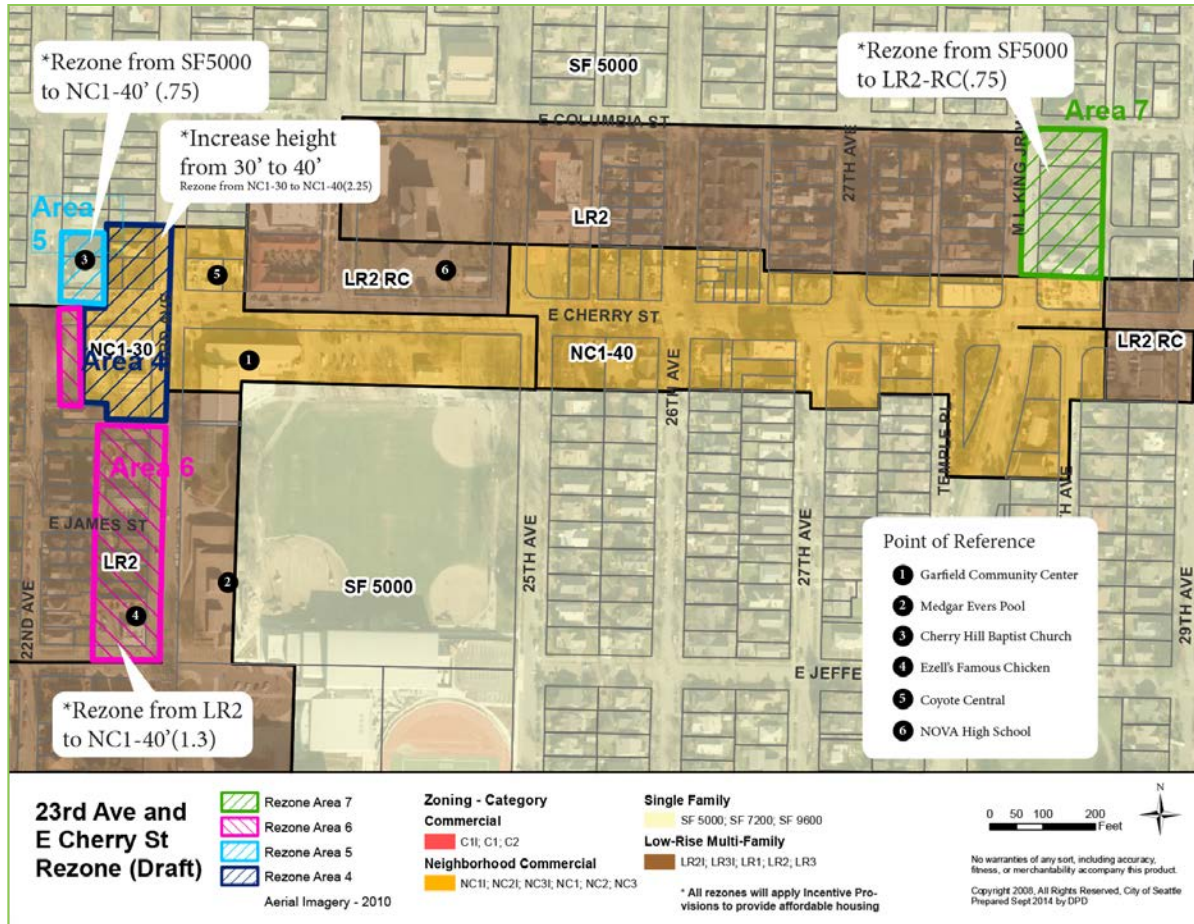 *Rezone from SF5000
to NC1-40’ (.75)
*Increase height
from 30’ to 40’
Rezone from NC1-30 to NC1-40(2.25)
*Rezone from SF5000
to LR2-RC(.75)
SF 5000
Area 7
E COLUMBIA ST
27TH AVE
M L KING JR
LR2
Area
5
3
5
LR2 RC
6
E CHERRY ST
NC1-30
Area 4
1
NC1-40
LR2 RC
26TH AVE
TEMPLE PL
AVE
Area 6
E JAMES ST
LR2
2
4
SF 5000
22ND AVE
25TH AVE
27TH AVE
29TH AVE
E JEFFE
*Rezone from LR2
to NC1-40’(1.3)
Point of Reference
1 Garfield Community Center
2 Medgar Evers Pool
3 Cherry Hill Baptist Church
4 Ezell’s Famous Chicken
5 Coyote Central
6 NOVA High School
23rd Ave and
E Cherry St
Rezone (Draft)
Rezone Area 7
Rezone Area 6
Rezone Area 5
Rezone Area 4
Aerial Imagery - 2010
Zoning - Category
Commercial
C1I; C1; C2
Neighborhood Commercial
NC1I; NC2I; NC3I; NC1; NC2; NC3
Single Family
SF 5000; SF 7200; SF 9600
Low-Rise Multi-Family
LR2I; LR3I; LR1; LR2; LR3
* All rezones will apply Incentive Pro-
visions to provide affordable housing
0 50 100 200
Feet
N
No warranties of any sort, including accuracy,
fitness, or merchantability accompany this product.
Copyright 2008, All Rights Reserved, City of Seattle
Prepared Sept 2014 by DPD